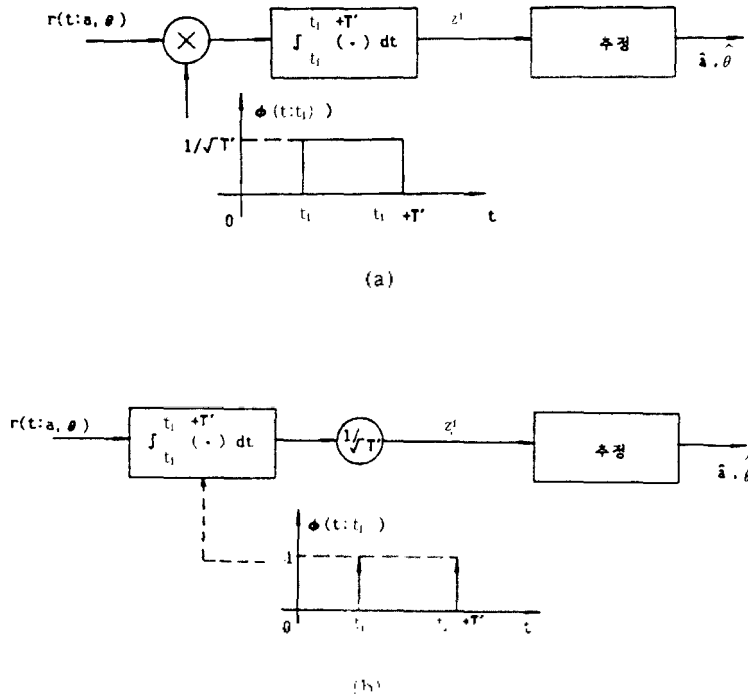 r(t:a, θ)
×
∫ t₁ t₁ +T′ (·) dt
z¹
추정
â, θ̂
ϕ(t:t₁)
1/√T′
0 t₁ t₁ +T′ t
(a)
r(t:a, θ)
∫ t₁ t₁ +T′ (·) dt
1/√T′
z¹
추정
â, θ̂
ϕ(t:t₁)
1
0 t₁ t₁ +T′ t
(b)